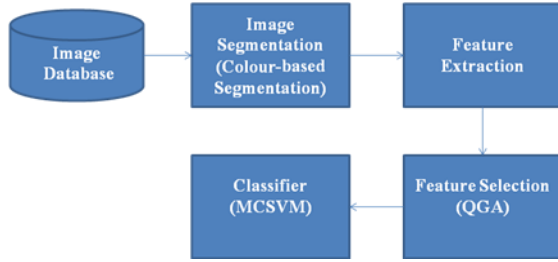 Image
Database
Image
Segmentation
(Colour-based
Segmentation)
Feature
Extraction
Feature Selection
(QGA)
Classifier
(MCSVM)